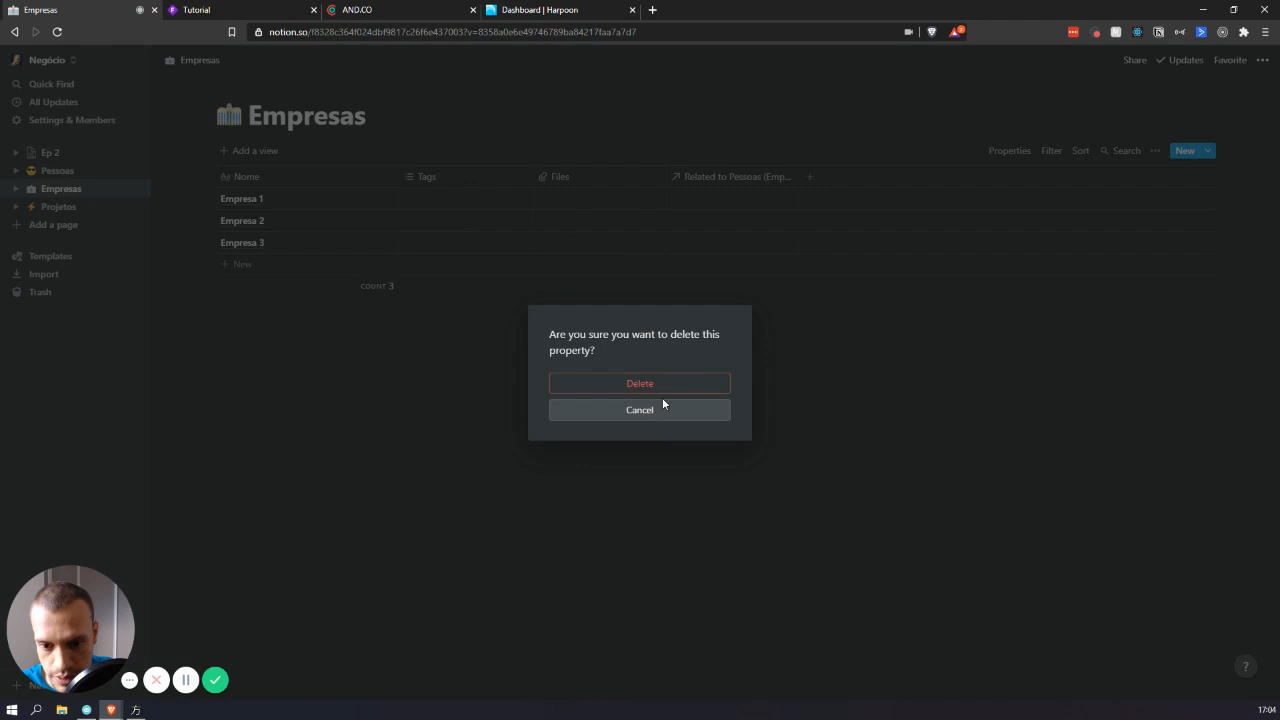 Empresas
Tutorial
AND.CO
Dashboard | Harpoon
notion.so/f8328c364f024dbf9817c26f6e437003?v=8358a0e6e49746789ba84217faa7a7d7
Negócio
Empresas
Share
Updates
Favorite
Quick Find
All Updates
Settings & Members
Ep 2
Pessoas
Empresas
Projetos
Add a page
Templates
Import
Trash
Empresas
Add a view
Properties
Filter
Sort
Search
New
Nome
Tags
Files
Related to Pessoas (Emp...
Empresa 1
Empresa 2
Empresa 3
New
COUNT 3
Are you sure you want to delete this
property?
Delete
Cancel
?
17:04